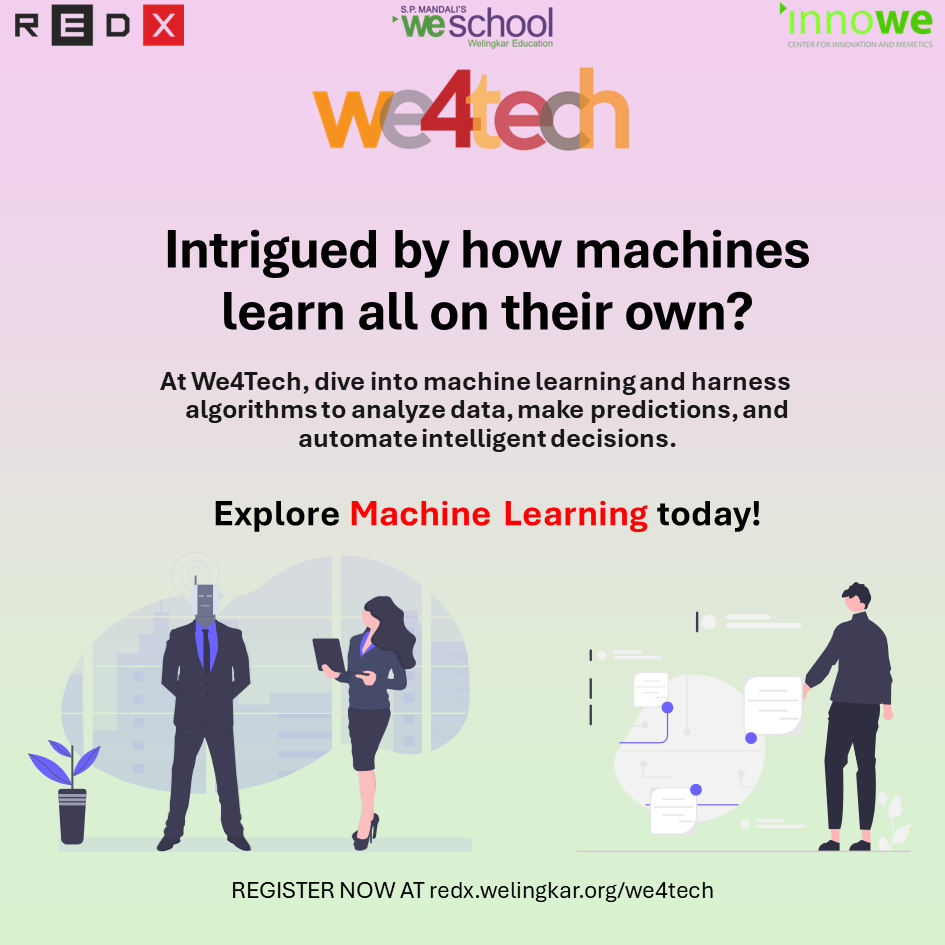 REDX
S.P. MANDALI'S
we school
Welingkar Education
innowe
CENTER FOR INNOVATION AND MEMETICS
we4tech
Intrigued by how machines
learn all on their own?
At We4Tech, dive into machine learning and harness
algorithms to analyze data, make predictions, and
automate intelligent decisions.
Explore Machine Learning today!
REGISTER NOW AT redx.welingkar.org/we4tech